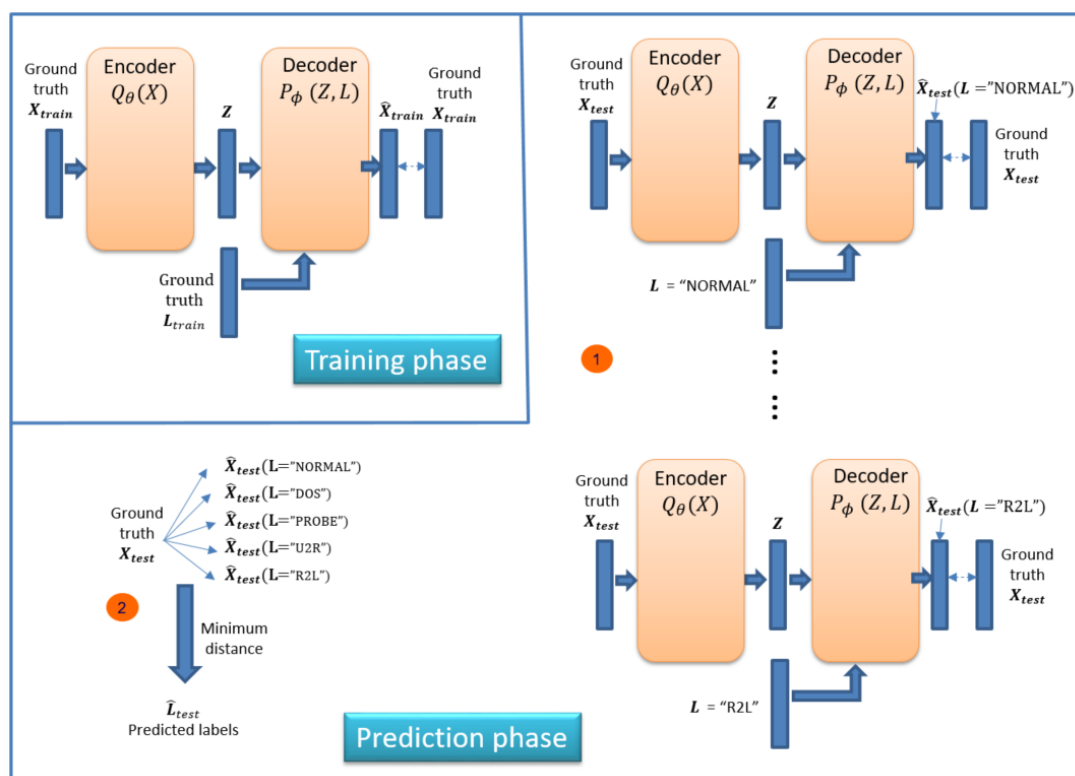 Ground
truth
X_train
Encoder
Q_θ(X)
Z
Decoder
P_ϕ (Z, L)
X̂_train
Ground
truth
X_train
Ground
truth
L_train
Training phase
Ground
truth
X_test
Encoder
Q_θ(X)
Z
Decoder
P_ϕ (Z, L)
X̂_test(L ="NORMAL")
Ground
truth
X_test
L = "NORMAL"
1
⋮
⋮
Ground
truth
X_test
Encoder
Q_θ(X)
Z
Decoder
P_ϕ (Z, L)
X̂_test(L ="R2L")
Ground
truth
X_test
L = "R2L"
Ground
truth
X_test
X̂_test(L="NORMAL")
X̂_test(L="DOS")
X̂_test(L="PROBE")
X̂_test(L="U2R")
X̂_test(L="R2L")
2
Minimum
distance
L̂_test
Predicted labels
Prediction phase